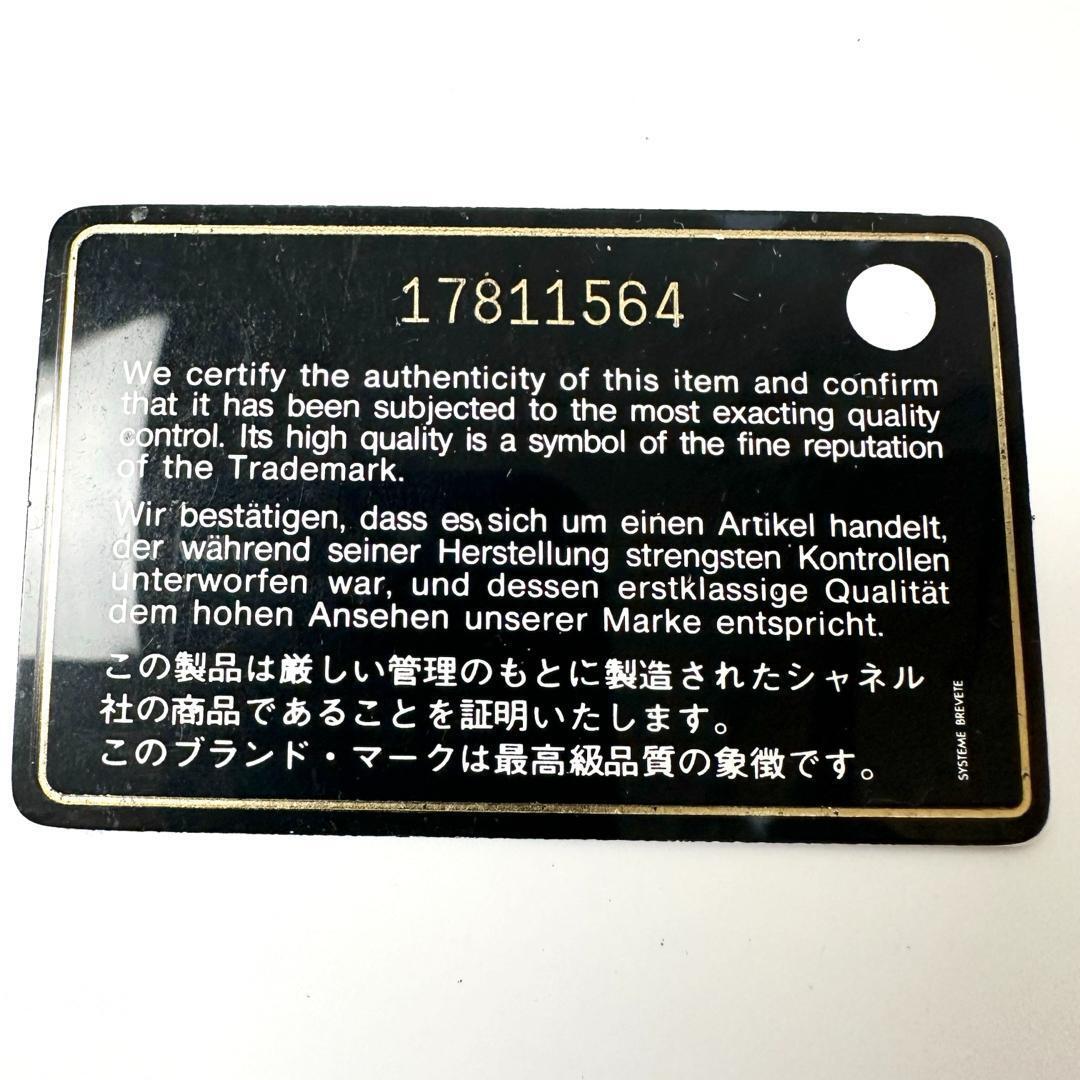 17811564
We certify the authenticity of this item and confirm
that it has been subjected to the most exacting quality
control. Its high quality is a symbol of the fine reputation
of the Trademark.
Wir bestätigen, dass es sich um einen Artikel handelt,
der während seiner Herstellung strengsten Kontrollen
unterworfen war, und dessen erstklassige Qualität
dem hohen Ansehen unserer Marke entspricht.
この製品は厳しい管理のもとに製造されたシャネル
社の商品であることを証明いたします。
このブランド・マークは最高級品質の象徴です。
SYSTEME BREVETE